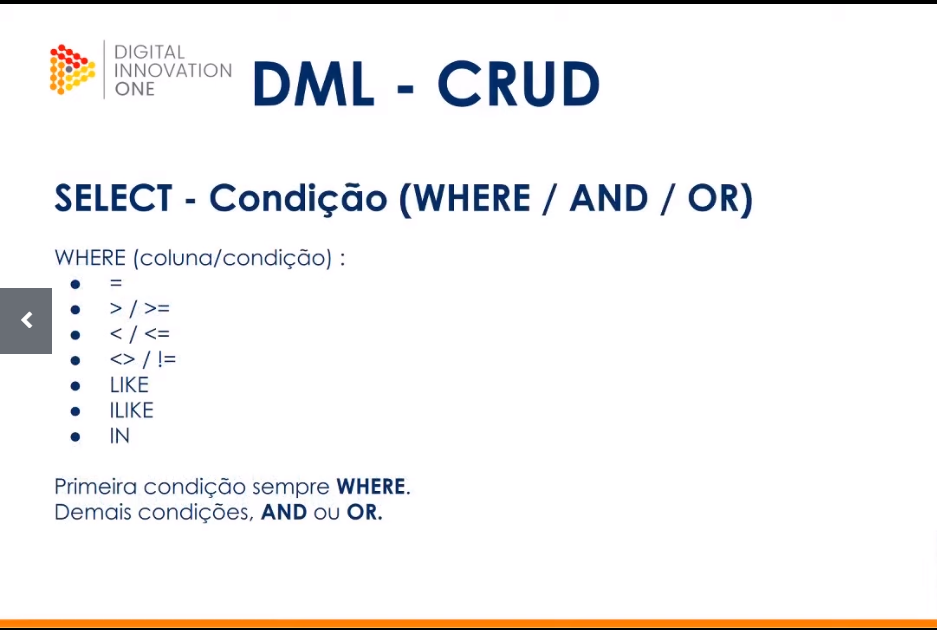 DIGITAL
INNOVATION
ONE
DML - CRUD
SELECT - Condição (WHERE / AND / OR)
WHERE (coluna/condição) :
● =
● > / >=
● < / <=
● <> / !=
● LIKE
● ILIKE
● IN
Primeira condição sempre WHERE.
Demais condições, AND ou OR.